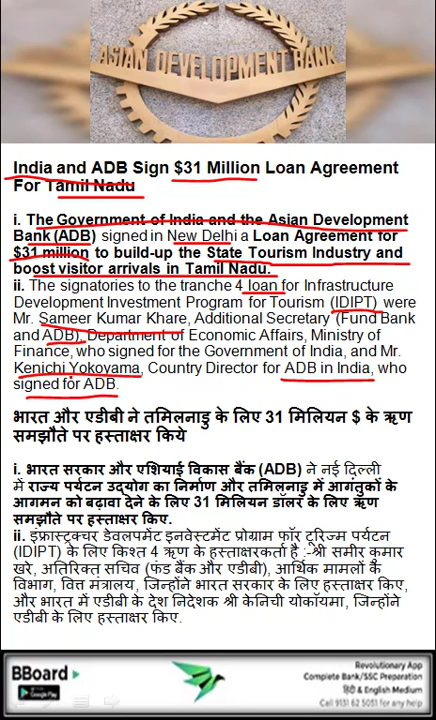 ASIAN DEVELOPMENT BANK
India and ADB Sign $31 Million Loan Agreement
For Tamil Nadu
i. The Government of India and the Asian Development
Bank (ADB) signed in New Delhi a Loan Agreement for
$31 million to build-up the State Tourism Industry and
boost visitor arrivals in Tamil Nadu.
ii. The signatories to the tranche 4 loan for Infrastructure
Development Investment Program for Tourism (IDIPT) were
Mr. Sameer Kumar Khare, Additional Secretary (Fund Bank
and ADB), Department of Economic Affairs, Ministry of
Finance, who signed for the Government of India, and Mr.
Kenichi Yokoyama, Country Director for ADB in India, who
signed for ADB.
भारत और एडीबी ने तमिलनाडु के लिए 31 मिलियन $ के ऋण
समझौते पर हस्ताक्षर किये
i. भारत सरकार और एशियाई विकास बैंक (ADB) ने नई दिल्ली
में राज्य पर्यटन उद्योग का निर्माण और तमिलनाडु में आगंतुकों के
आगमन को बढ़ावा देने के लिए 31 मिलियन डॉलर के लिए ऋण
समझौते पर हस्ताक्षर किए.
ii. इंफ्रास्ट्रक्चर डेवलपमेंट इनवेस्टमेंट प्रोग्राम फॉर टूरिज्म पर्यटन
(IDIPT) के लिए किश्त 4 ऋण के हस्ताक्षरकर्ता है :-श्री समीर कुमार
खरे, अतिरिक्त सचिव (फंड बैंक और एडीबी), आर्थिक मामलों के
विभाग, वित्त मंत्रालय, जिन्होंने भारत सरकार के लिए हस्ताक्षर किए,
और भारत में एडीबी के देश निदेशक श्री केनिची योकॉयमा, जिन्होंने
एडीबी के लिए हस्ताक्षर किए.
BBoard
Google Play
Revolutionary App
Complete Bank/SSC Preparation
हिंदी & English Medium
Call 9131 62 5051 for any help